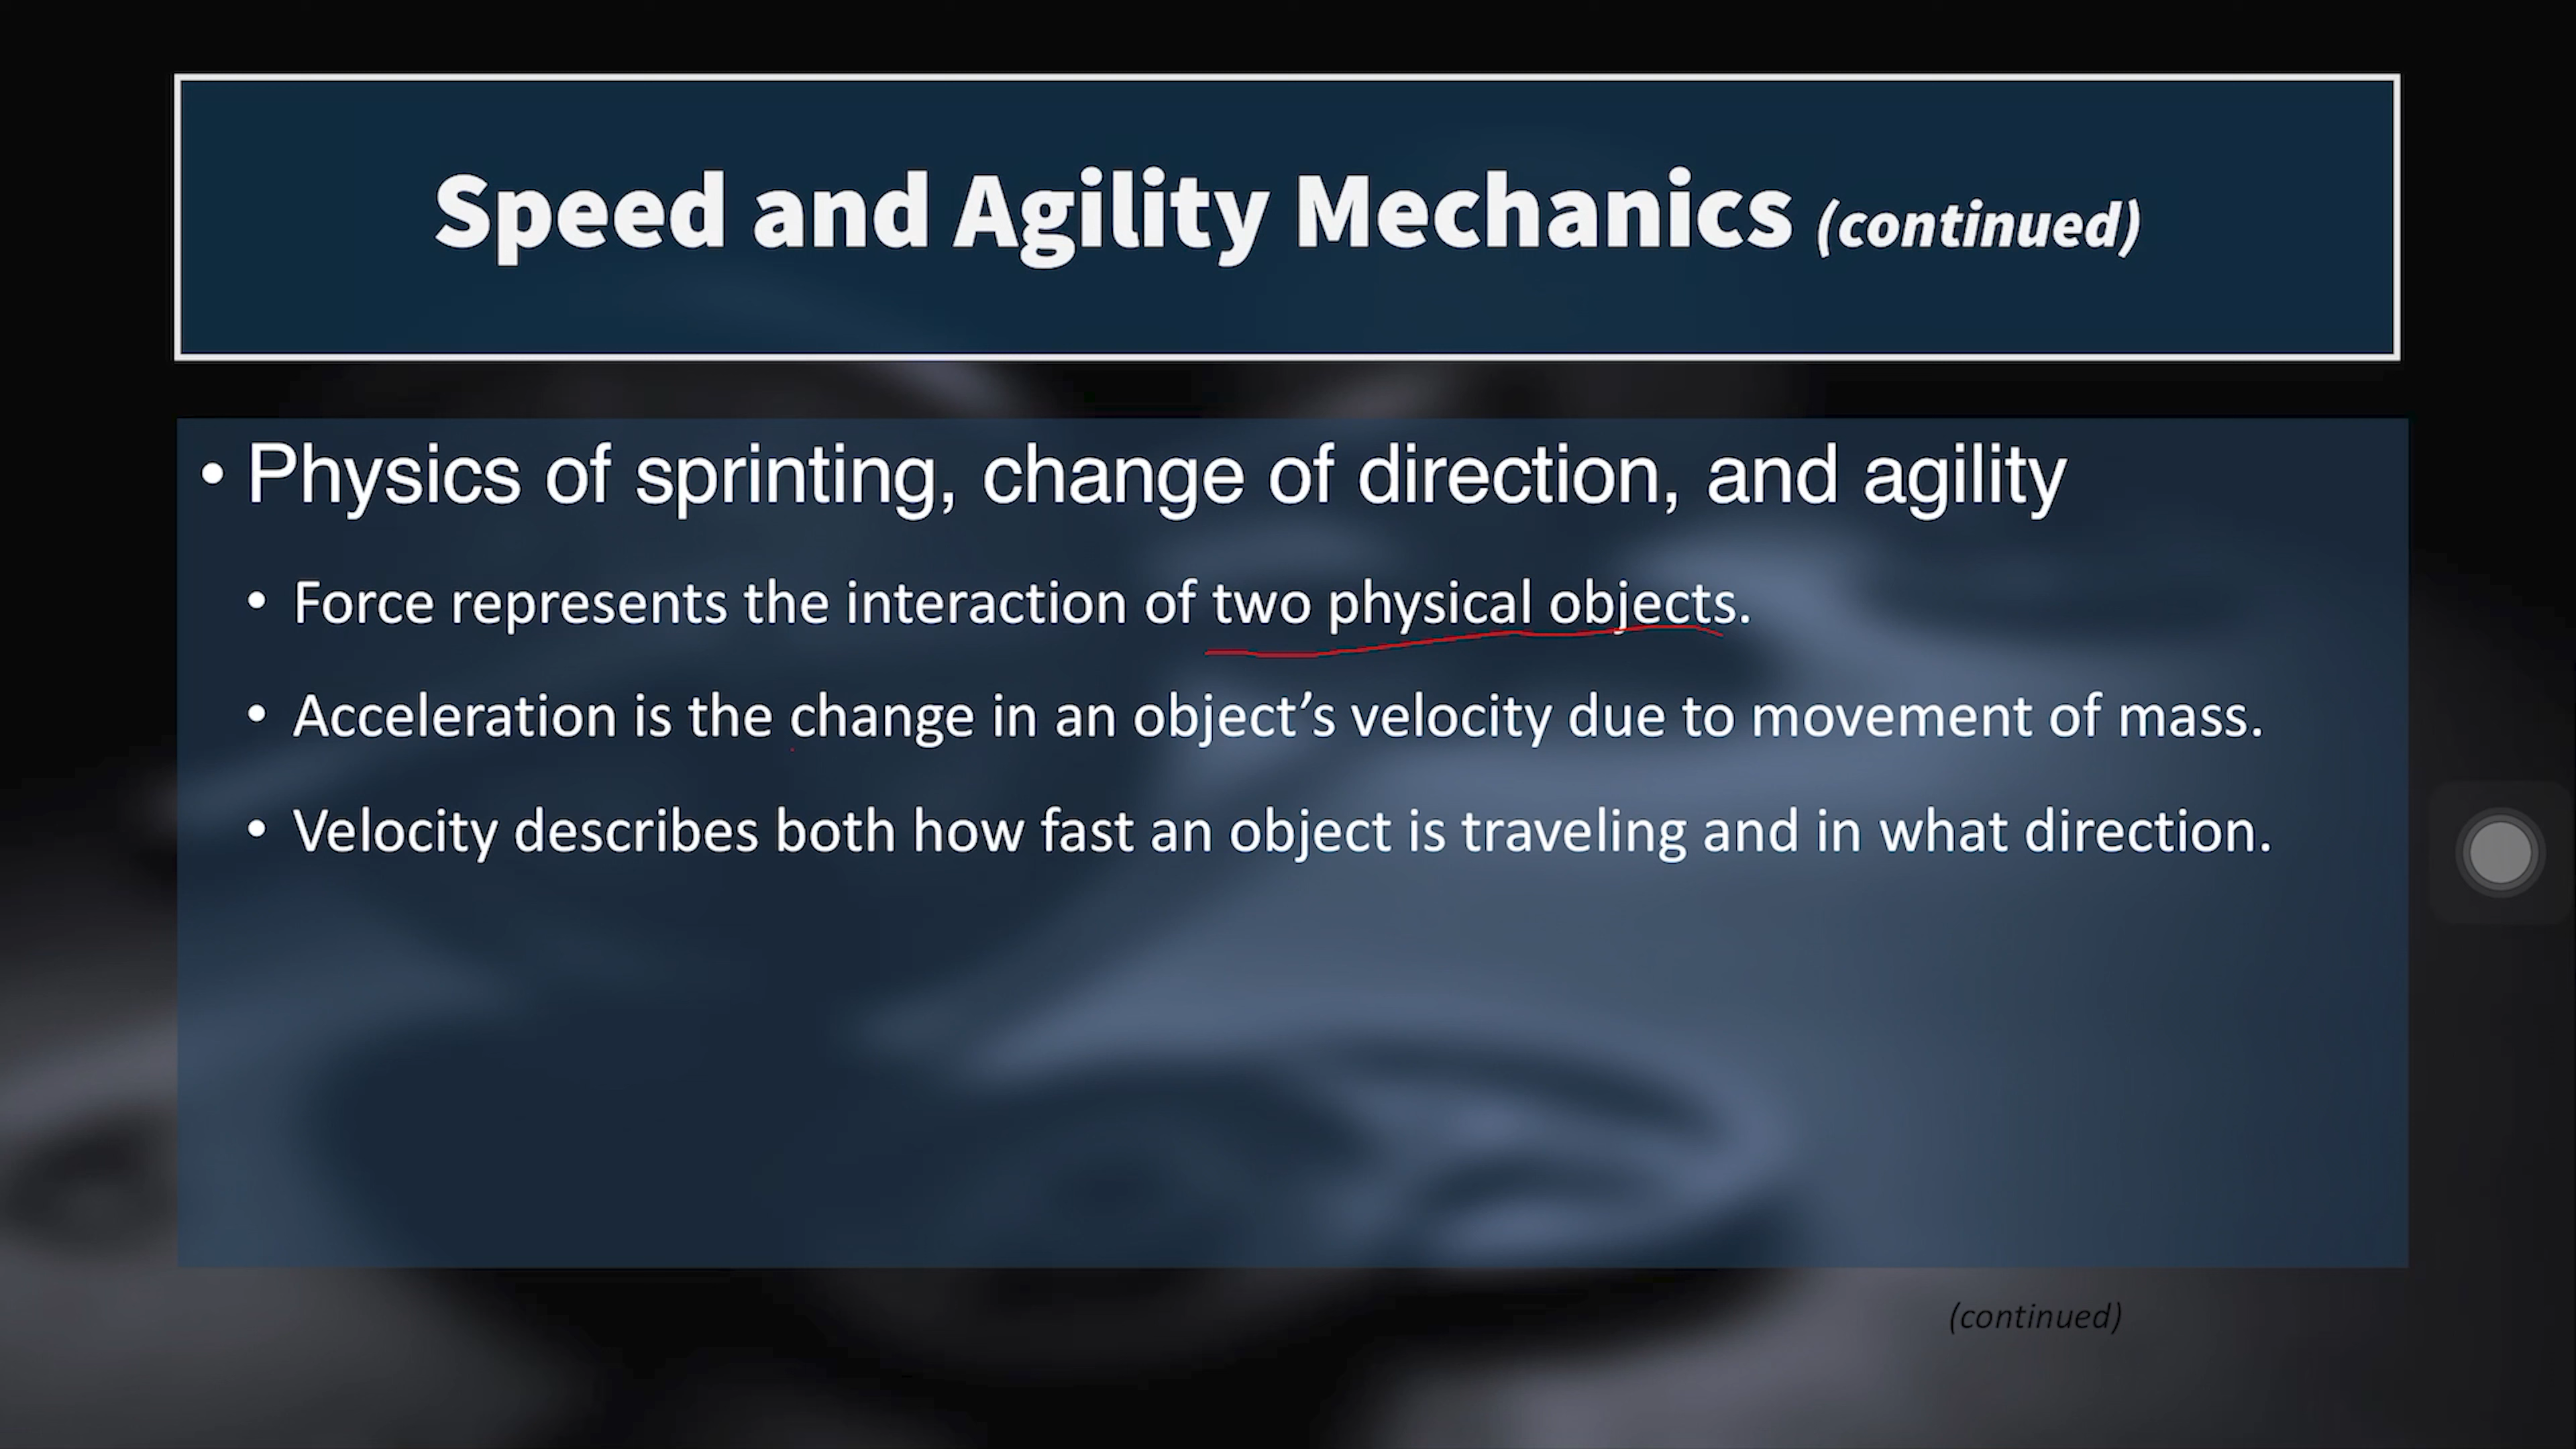 Speed and Agility Mechanics (continued)
• Physics of sprinting, change of direction, and agility
• Force represents the interaction of two physical objects.
• Acceleration is the change in an object’s velocity due to movement of mass.
• Velocity describes both how fast an object is traveling and in what direction.
(continued)